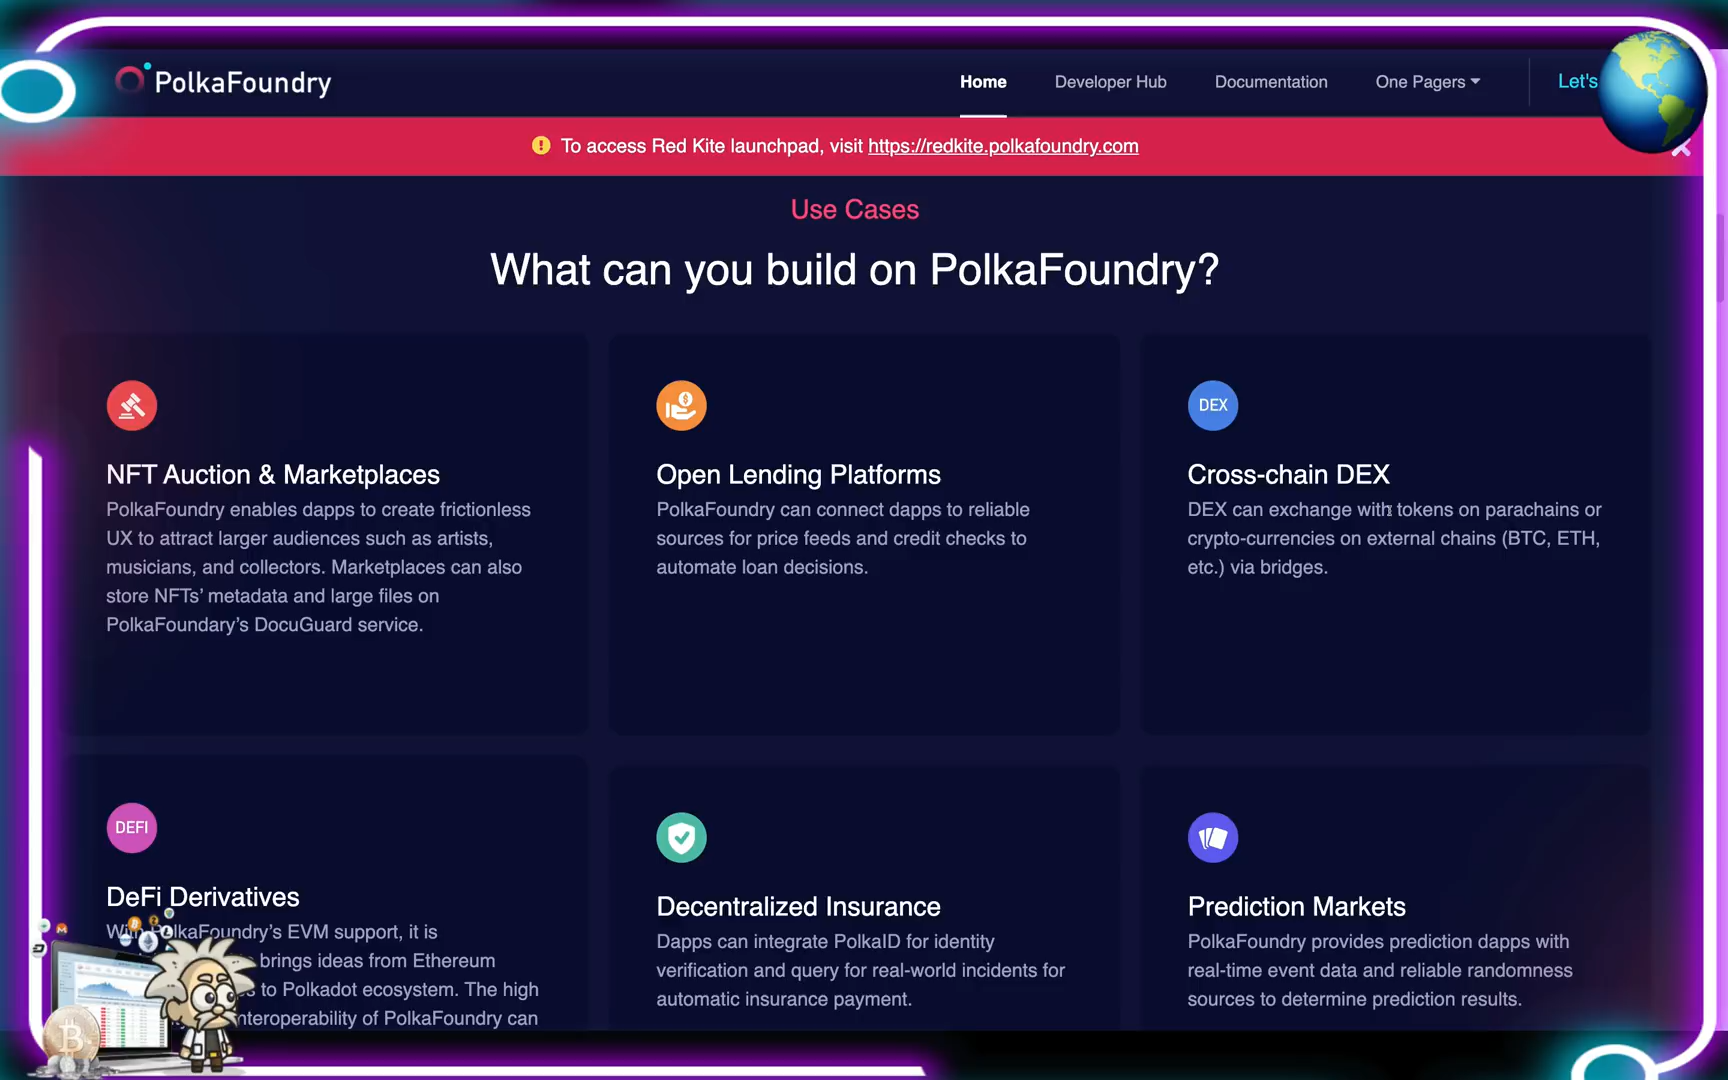 PolkaFoundry
Home
Developer Hub
Documentation
One Pagers
Let's
To access Red Kite launchpad, visit https://redkite.polkafoundry.com
Use Cases
What can you build on PolkaFoundry?
NFT Auction & Marketplaces
PolkaFoundry enables dapps to create frictionless
UX to attract larger audiences such as artists,
musicians, and collectors. Marketplaces can also
store NFTs’ metadata and large files on
PolkaFoundary’s DocuGuard service.
Open Lending Platforms
PolkaFoundry can connect dapps to reliable
sources for price feeds and credit checks to
automate loan decisions.
DEX
Cross-chain DEX
DEX can exchange with tokens on parachains or
crypto-currencies on external chains (BTC, ETH,
etc.) via bridges.
DEFI
DeFi Derivatives
PolkaFoundry’s EVM support, it is
brings ideas from Ethereum
to Polkadot ecosystem. The high
interoperability of PolkaFoundry can
Decentralized Insurance
Dapps can integrate PolkaID for identity
verification and query for real-world incidents for
automatic insurance payment.
Prediction Markets
PolkaFoundry provides prediction dapps with
real-time event data and reliable randomness
sources to determine prediction results.